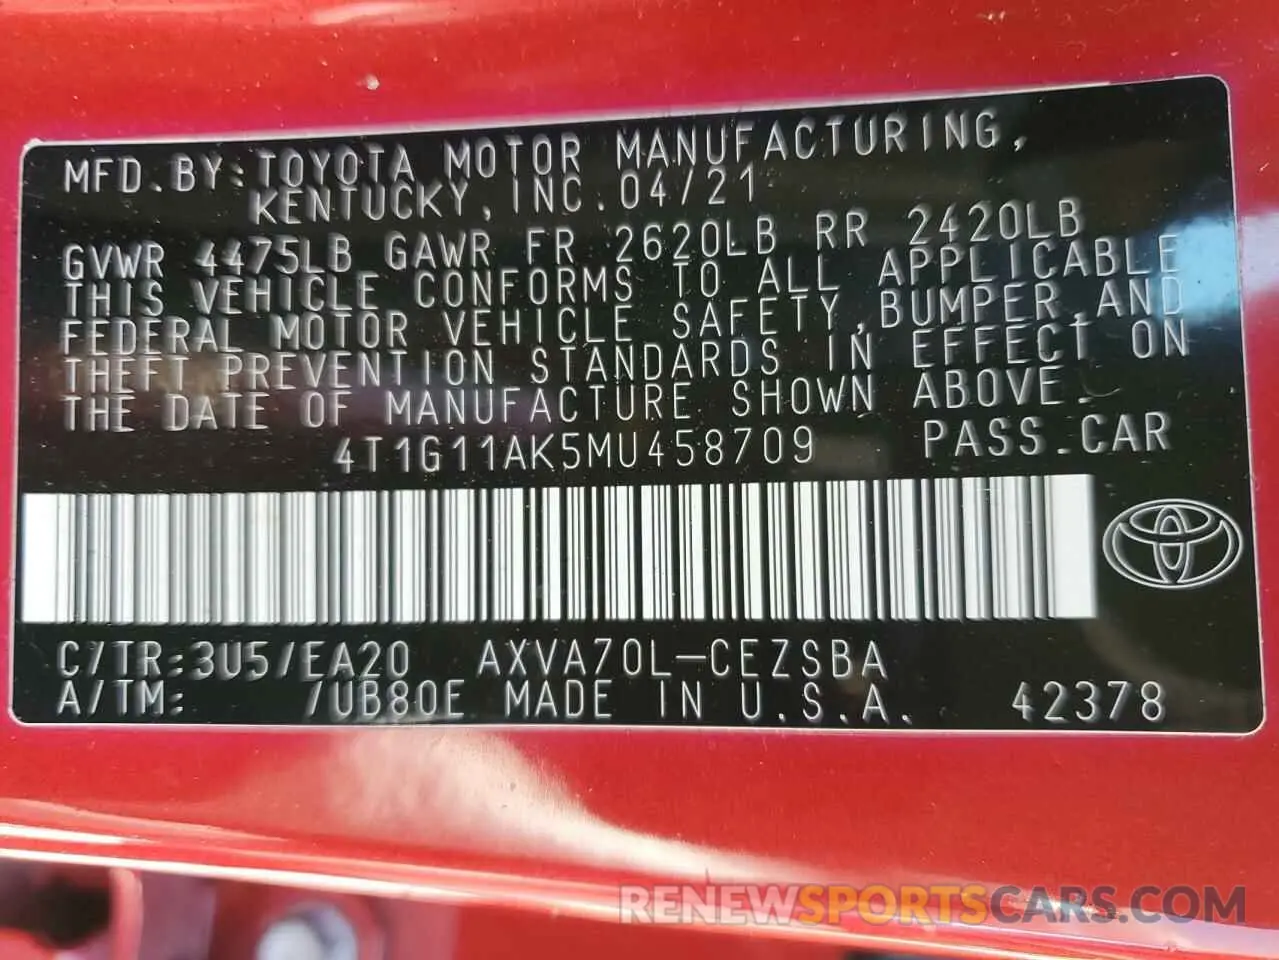 MFD.BY:TOYOTA MOTOR MANUFACTURING,
KENTUCKY,INC.04/21
GVWR 4475LB GAWR FR 2620LB RR 2420LB
THIS VEHICLE CONFORMS TO ALL APPLICABLE
FEDERAL MOTOR VEHICLE SAFETY,BUMPER,AND
THEFT PREVENTION STANDARDS IN EFFECT ON
THE DATE OF MANUFACTURE SHOWN ABOVE.
4T1G11AK5MU458709 PASS.CAR
C/TR:3U5/EA20 AXVA70L-CEZSBA
A/TM: /UB80E MADE IN U.S.A. 42378
RENEWSPORTSCARS.COM